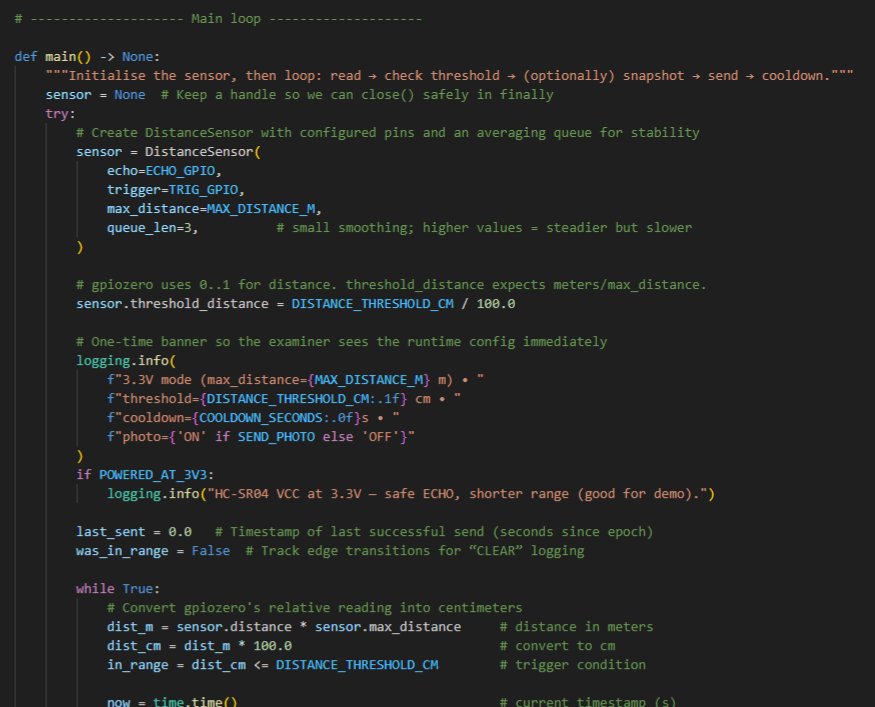 # -------------------- Main loop --------------------
def main() -> None:
"""Initialise the sensor, then loop: read → check threshold → (optionally) snapshot → send → cooldown."""
sensor = None  # Keep a handle so we can close() safely in finally
try:
# Create DistanceSensor with configured pins and an averaging queue for stability
sensor = DistanceSensor(
echo=ECHO_GPIO,
trigger=TRIG_GPIO,
max_distance=MAX_DISTANCE_M,
queue_len=3,          # small smoothing; higher values = steadier but slower
)
# gpiozero uses 0..1 for distance. threshold_distance expects meters/max_distance.
sensor.threshold_distance = DISTANCE_THRESHOLD_CM / 100.0
# One-time banner so the examiner sees the runtime config immediately
logging.info(
f"3.3V mode (max_distance={MAX_DISTANCE_M} m) • "
f"threshold={DISTANCE_THRESHOLD_CM:.1f} cm • "
f"cooldown={COOLDOWN_SECONDS:.0f}s • "
f"photo={'ON' if SEND_PHOTO else 'OFF'}"
)
if POWERED_AT_3V3:
logging.info("HC-SR04 VCC at 3.3V — safe ECHO, shorter range (good for demo).")
last_sent = 0.0   # Timestamp of last successful send (seconds since epoch)
was_in_range = False  # Track edge transitions for “CLEAR” logging
while True:
# Convert gpiozero's relative reading into centimeters
dist_m = sensor.distance * sensor.max_distance     # distance in meters
dist_cm = dist_m * 100.0                           # convert to cm
in_range = dist_cm <= DISTANCE_THRESHOLD_CM        # trigger condition
now = time.time()                                  # current timestamp (s)